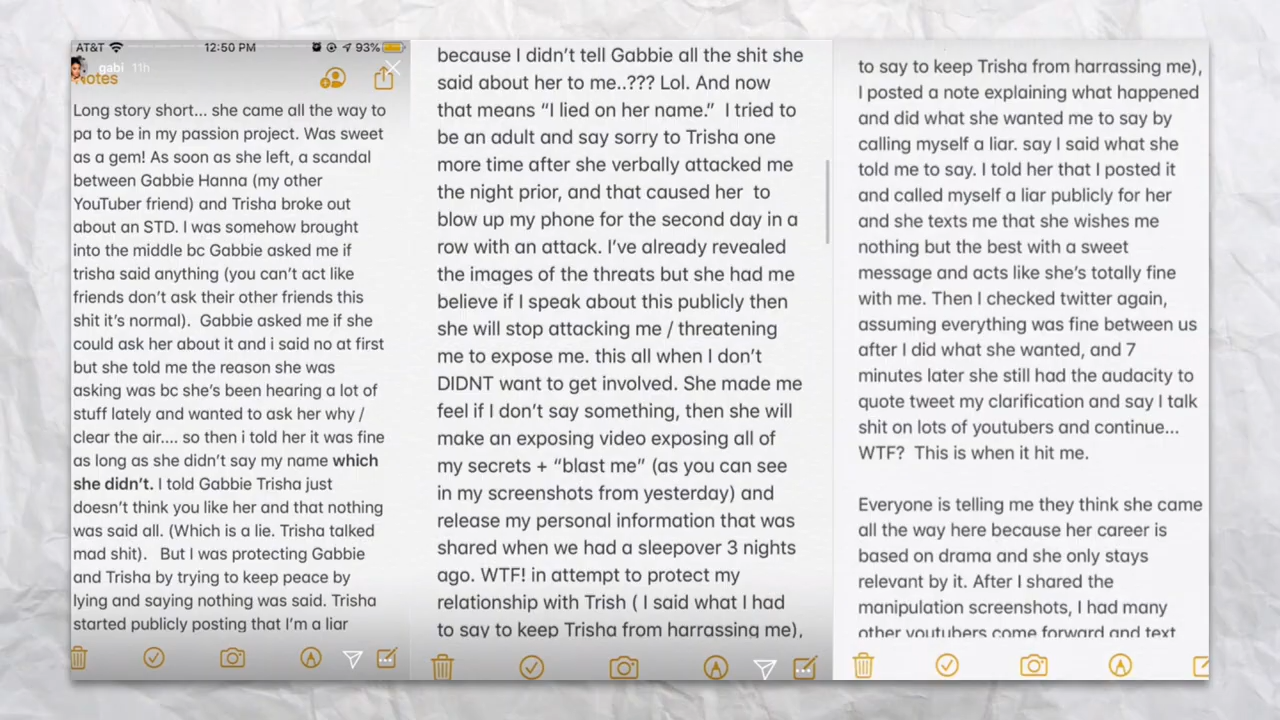 AT&T 12:50 PM 93%
gabi 11h
Notes
Long story short... she came all the way to
pa to be in my passion project. Was sweet
as a gem! As soon as she left, a scandal
between Gabbie Hanna (my other
YouTuber friend) and Trisha broke out
about an STD. I was somehow brought
into the middle bc Gabbie asked me if
trisha said anything (you can't act like
friends don't ask their other friends this
shit it's normal).  Gabbie asked me if she
could ask her about it and i said no at first
but she told me the reason she was
asking was bc she's been hearing a lot of
stuff lately and wanted to ask her why /
clear the air.... so then i told her it was fine
as long as she didn't say my name which
she didn't. I told Gabbie Trisha just
doesn't think you like her and that nothing
was said all. (Which is a lie. Trisha talked
mad shit).   But I was protecting Gabbie
and Trisha by trying to keep peace by
lying and saying nothing was said. Trisha
started publicly posting that I'm a liar
because I didn't tell Gabbie all the shit she
said about her to me..??? Lol. And now
that means “I lied on her name.”  I tried to
be an adult and say sorry to Trisha one
more time after she verbally attacked me
the night prior, and that caused her  to
blow up my phone for the second day in a
row with an attack. I've already revealed
the images of the threats but she had me
believe if I speak about this publicly then
she will stop attacking me / threatening
me to expose me. this all when I don't
DIDNT want to get involved. She made me
feel if I don't say something, then she will
make an exposing video exposing all of
my secrets + “blast me” (as you can see
in my screenshots from yesterday) and
release my personal information that was
shared when we had a sleepover 3 nights
ago. WTF! in attempt to protect my
relationship with Trish ( I said what I had
to say to keep Trisha from harrassing me),
to say to keep Trisha from harrassing me),
I posted a note explaining what happened
and did what she wanted me to say by
calling myself a liar. say I said what she
told me to say. I told her that I posted it
and called myself a liar publicly for her
and she texts me that she wishes me
nothing but the best with a sweet
message and acts like she's totally fine
with me. Then I checked twitter again,
assuming everything was fine between us
after I did what she wanted, and 7
minutes later she still had the audacity to
quote tweet my clarification and say I talk
shit on lots of youtubers and continue...
WTF?  This is when it hit me.
Everyone is telling me they think she came
all the way here because her career is
based on drama and she only stays
relevant by it. After I shared the
manipulation screenshots, I had many
other youtubers come forward and text